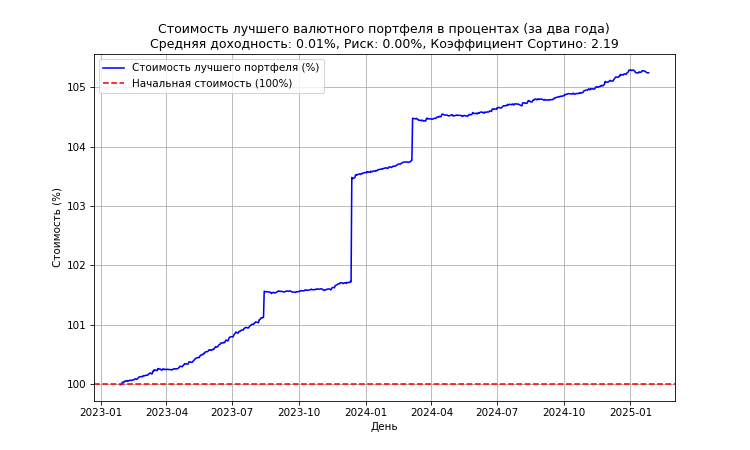 Стоимость лучшего валютного портфеля в процентах (за два года)
Средняя доходность: 0.01%, Риск: 0.00%, Коэффициент Сортино: 2.19
Стоимость лучшего портфеля (%)
Начальная стоимость (100%)
Стоимость (%)
105
104
103
102
101
100
2023-01 2023-04 2023-07 2023-10 2024-01 2024-04 2024-07 2024-10 2025-01
День